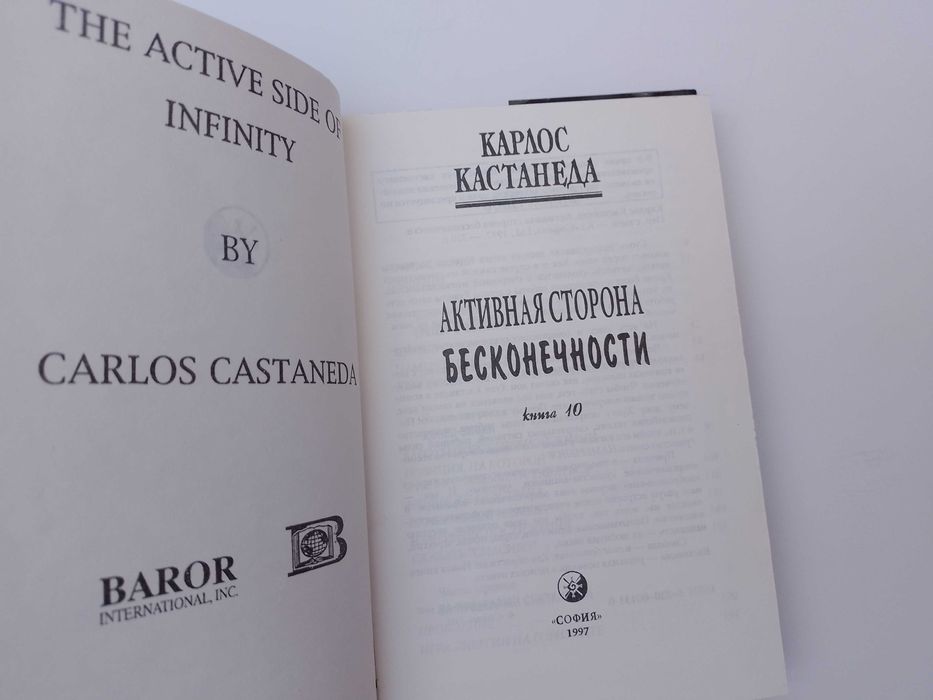 THE ACTIVE SIDE OF
INFINITY
BY
CARLOS CASTANEDA
BAROR
INTERNATIONAL, INC.
B
КАРЛОС
КАСТАНЕДА
АКТИВНАЯ СТОРОНА
БЕСКОНЕЧНОСТИ
книга 10
«СОФИЯ»
1997